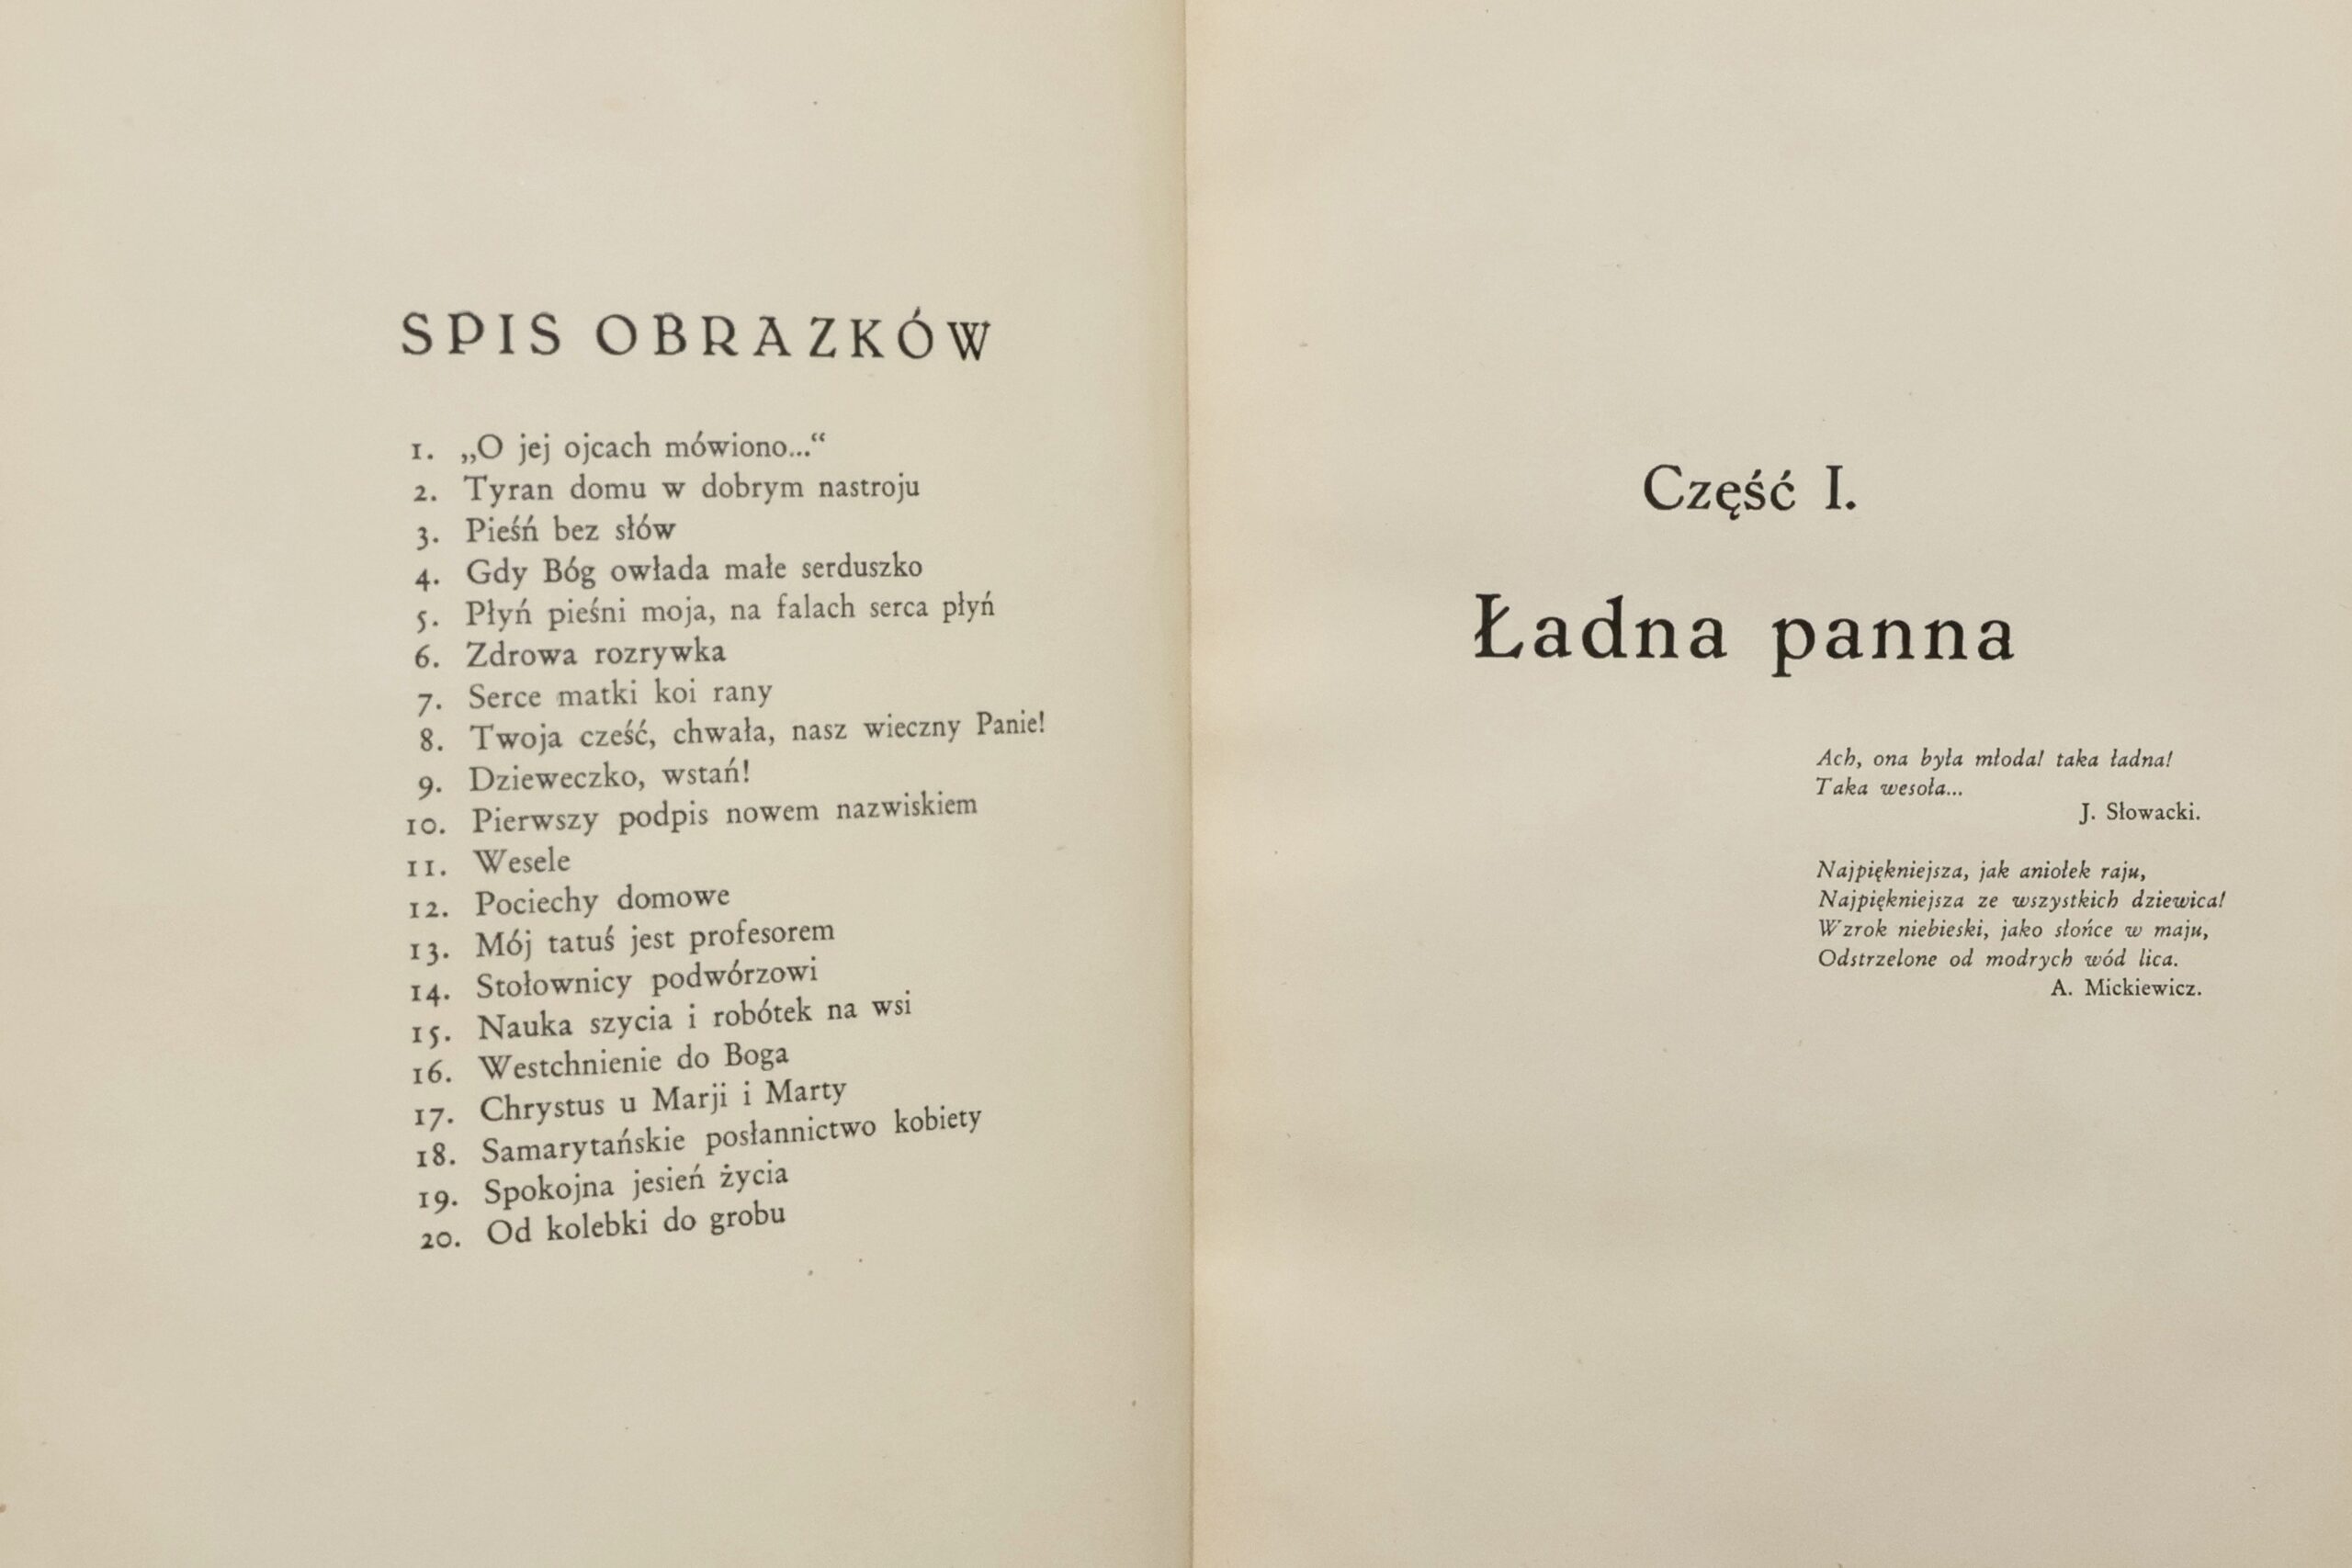 SPIS OBRAZKÓW
1. „O jej ojcach mówiono...“
2. Tyran domu w dobrym nastroju
3. Pieśń bez słów
4. Gdy Bóg owłada małe serduszko
5. Płyń pieśni moja, na falach serca płyń
6. Zdrowa rozrywka
7. Serce matki koi rany
8. Twoja cześć, chwała, nasz wieczny Panie!
9. Dzieweczko, wstań!
10. Pierwszy podpis nowem nazwiskiem
11. Wesele
12. Pociechy domowe
13. Mój tatuś jest profesorem
14. Stołownicy podwórzowi
15. Nauka szycia i robótek na wsi
16. Westchnienie do Boga
17. Chrystus u Marji i Marty
18. Samarytańskie posłannictwo kobiety
19. Spokojna jesień życia
20. Od kolebki do grobu
Część I.
Ładna panna
Ach, ona była młoda! taka ładna!
Taka wesoła...
J. Słowacki.
Najpiękniejsza, jak aniołek raju,
Najpiękniejsza ze wszystkich dziewica!
Wzrok niebieski, jako słońce w maju,
Odstrzelone od modrych wód lica.
A. Mickiewicz.